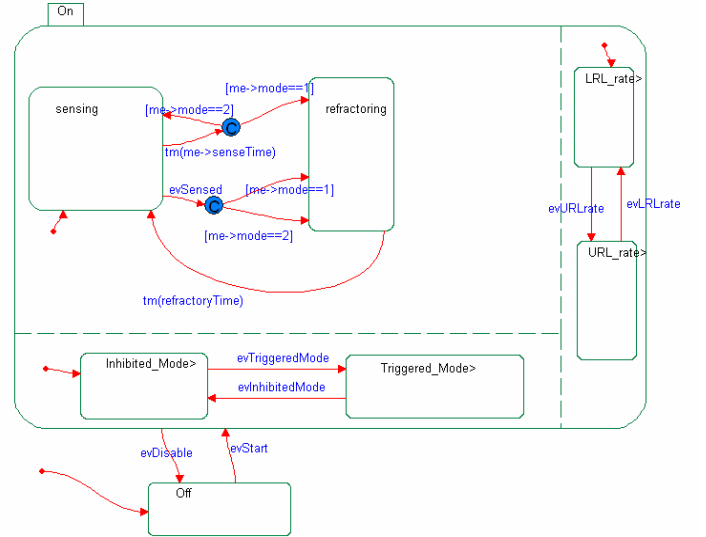 On
[me->mode==1]
LRL_rate>
sensing
[me->mode==2]
refractoring
C
tm(me->senseTime)
evSensed
[me->mode==1]
C
evURLrate
evLRLrate
[me->mode==2]
URL_rate>
tm(refractoryTime)
Inhibited_Mode>
evTriggeredMode
Triggered_Mode>
evInhibitedMode
evDisable
evStart
Off